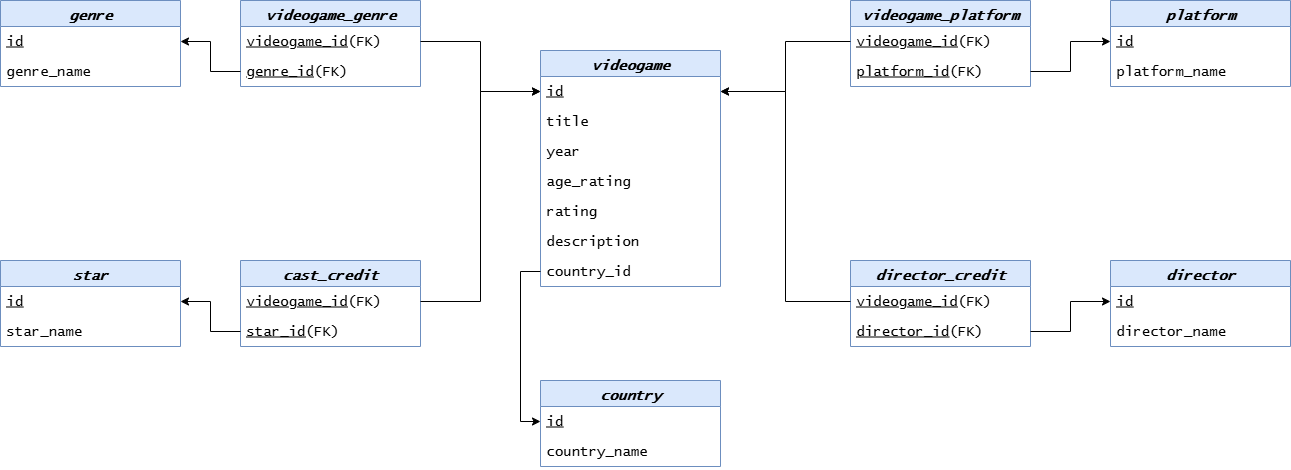 genre
id
genre_name
videogame_genre
videogame_id(FK)
genre_id(FK)
videogame
id
title
year
age_rating
rating
description
country_id
videogame_platform
videogame_id(FK)
platform_id(FK)
platform
id
platform_name
star
id
star_name
cast_credit
videogame_id(FK)
star_id(FK)
director_credit
videogame_id(FK)
director_id(FK)
director
id
director_name
country
id
country_name